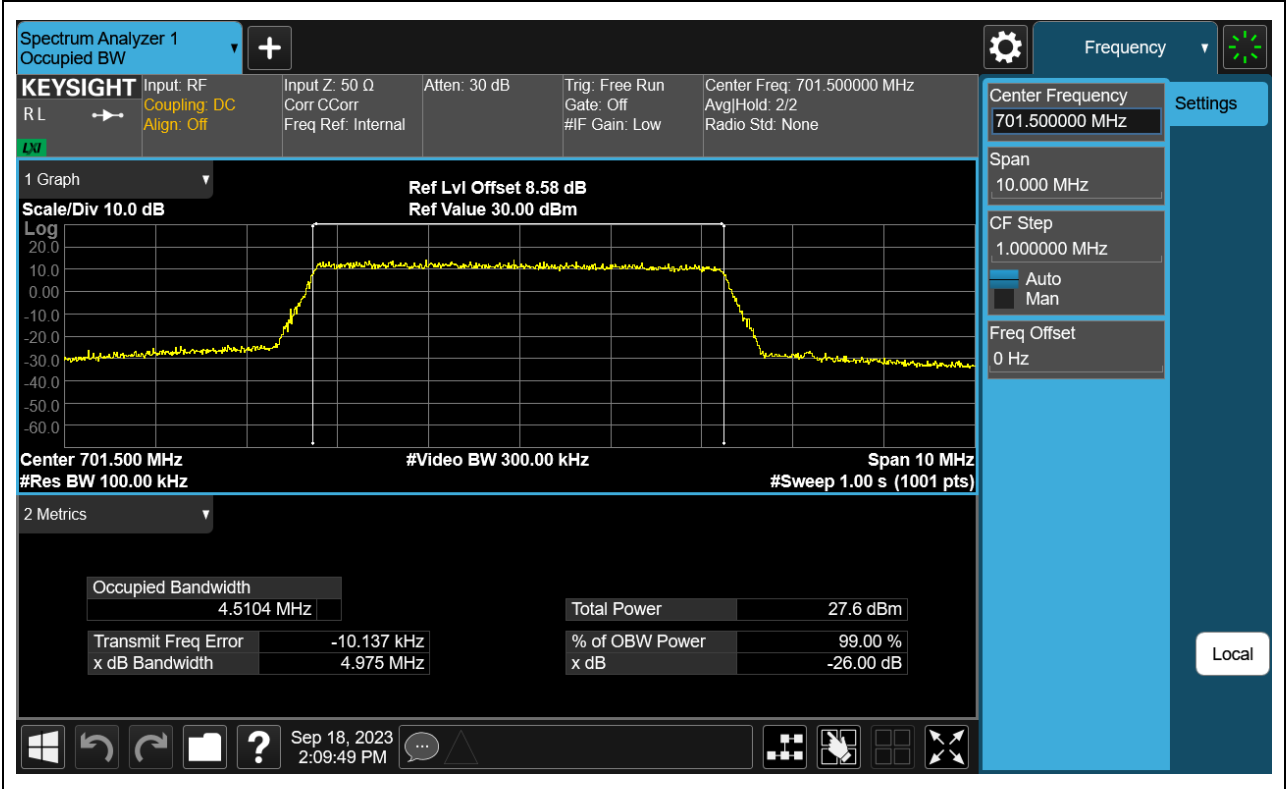 Spectrum Analyzer 1
Occupied BW
+
Frequency
KEYSIGHT
R L
LXI
Input: RF
Coupling: DC
Align: Off
Input Z: 50 Ω
Corr CCorr
Freq Ref: Internal
Atten: 30 dB
Trig: Free Run
Gate: Off
#IF Gain: Low
Center Freq: 701.500000 MHz
Avg|Hold: 2/2
Radio Std: None
Center Frequency
701.500000 MHz
Settings
Span
10.000 MHz
CF Step
1.000000 MHz
Auto
Man
Freq Offset
0 Hz
Local
1 Graph
Scale/Div 10.0 dB
Ref Lvl Offset 8.58 dB
Ref Value 30.00 dBm
Log
20.0
10.0
0.00
-10.0
-20.0
-30.0
-40.0
-50.0
-60.0
Center 701.500 MHz
#Video BW 300.00 kHz
Span 10 MHz
#Res BW 100.00 kHz
#Sweep 1.00 s (1001 pts)
2 Metrics
Occupied Bandwidth
4.5104 MHz
Total Power 27.6 dBm
Transmit Freq Error -10.137 kHz
% of OBW Power 99.00 %
x dB Bandwidth 4.975 MHz
x dB -26.00 dB
?
Sep 18, 2023
2:09:49 PM